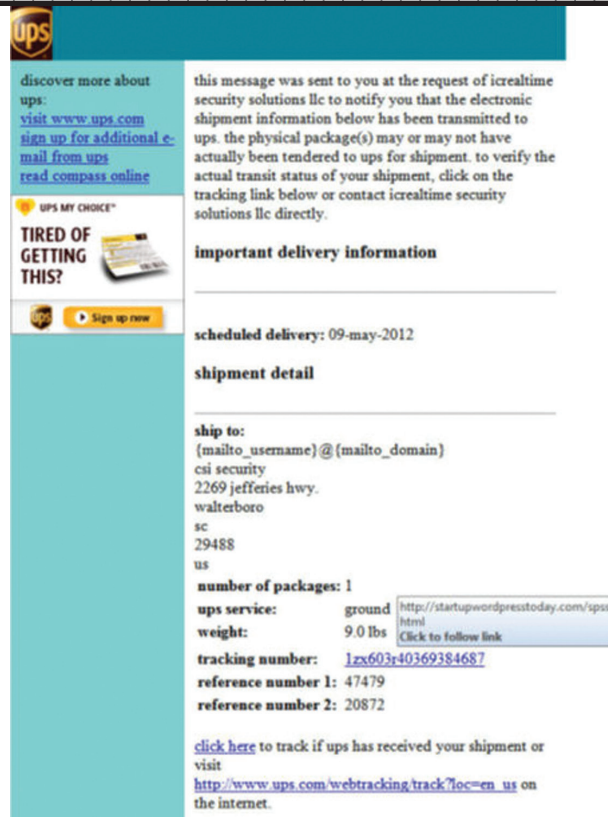 ups
discover more about
ups:
visit www.ups.com
sign up for additional e-
mail from ups
read compass online
UPS MY CHOICE™
TIRED OF
GETTING
THIS?
ups
Sign up now
this message was sent to you at the request of icrealtime
security solutions llc to notify you that the electronic
shipment information below has been transmitted to
ups. the physical package(s) may or may not have
actually been tendered to ups for shipment. to verify the
actual transit status of your shipment, click on the
tracking link below or contact icrealtime security
solutions llc directly.
important delivery information
scheduled delivery: 09-may-2012
shipment detail
ship to:
{mailto_username}@{mailto_domain}
csi security
2269 jefferies hwy.
walterboro
sc
29488
us
number of packages: 1
ups service: ground
weight: 9.0 lbs
http://startupwordpresstoday.com/sps
html
Click to follow link
tracking number: 1zx603r40369384687
reference number 1: 47479
reference number 2: 20872
click here to track if ups has received your shipment or
visit
http://www.ups.com/webtracking/track?loc=en_us on
the internet.